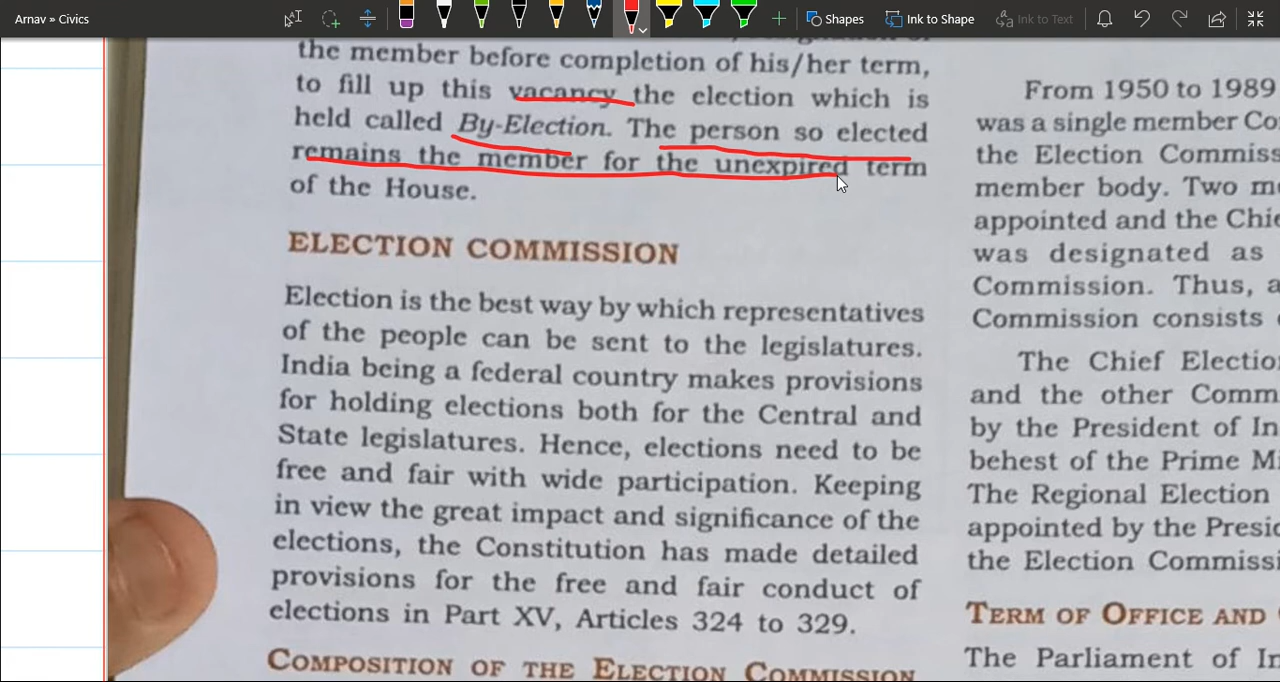 Arnav » Civics
Shapes
Ink to Shape
Ink to Text
the member before completion of his/her term,
to fill up this vacancy the election which is
held called By-Election. The person so elected
remains the member for the unexpired term
of the House.
ELECTION COMMISSION
Election is the best way by which representatives
of the people can be sent to the legislatures.
India being a federal country makes provisions
for holding elections both for the Central and
State legislatures. Hence, elections need to be
free and fair with wide participation. Keeping
in view the great impact and significance of the
elections, the Constitution has made detailed
provisions for the free and fair conduct of
elections in Part XV, Articles 324 to 329.
COMPOSITION OF THE ELECTION COMMISSION
From 1950 to 1989
was a single member
the Election
member body. Two
appointed and the
was designated as
Commission. Thus,
Commission consists
The Chief
and the other
by the President of
behest of the Prime
The Regional Election
appointed by the
the Election
TERM OF OFFICE AND
The Parliament of